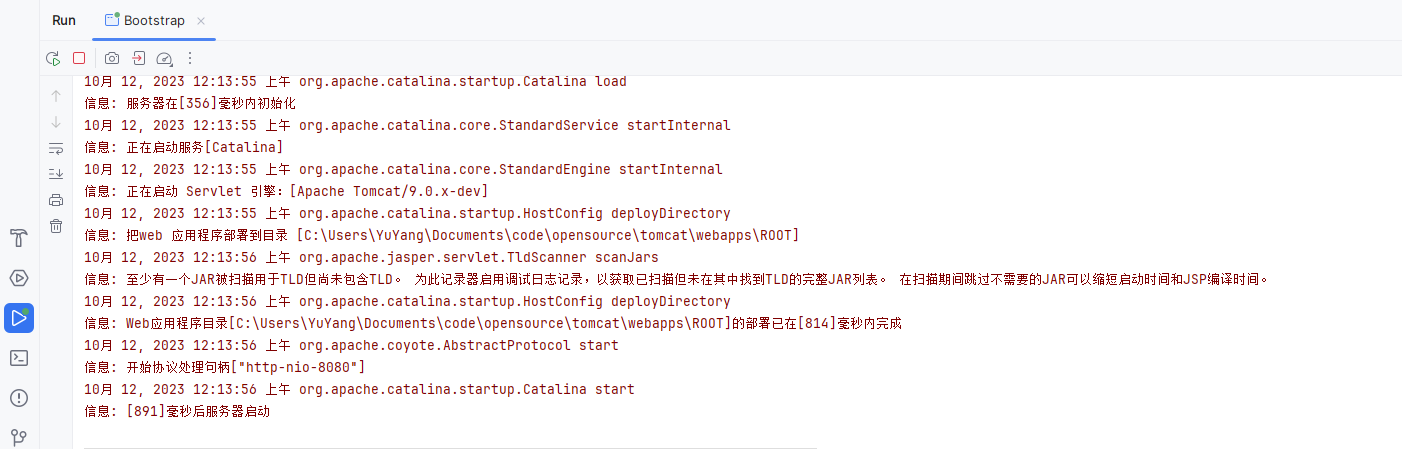 Run
Bootstrap
10月 12, 2023 12:13:55 上午 org.apache.catalina.startup.Catalina load
信息: 服务器在[356]毫秒内初始化
10月 12, 2023 12:13:55 上午 org.apache.catalina.core.StandardService startInternal
信息: 正在启动服务[Catalina]
10月 12, 2023 12:13:55 上午 org.apache.catalina.core.StandardEngine startInternal
信息: 正在启动 Servlet 引擎：[Apache Tomcat/9.0.x-dev]
10月 12, 2023 12:13:55 上午 org.apache.catalina.startup.HostConfig deployDirectory
信息: 把web 应用程序部署到目录 [C:\Users\YuYang\Documents\code\opensource\tomcat\webapps\ROOT]
10月 12, 2023 12:13:56 上午 org.apache.jasper.servlet.TldScanner scanJars
信息: 至少有一个JAR被扫描用于TLD但尚未包含TLD。 为此记录器启用调试日志记录，以获取已扫描但未在其中找到TLD的完整JAR列表。 在扫描期间跳过不需要的JAR可以缩短启动时间和JSP编译时间。
10月 12, 2023 12:13:56 上午 org.apache.catalina.startup.HostConfig deployDirectory
信息: Web应用程序目录[C:\Users\YuYang\Documents\code\opensource\tomcat\webapps\ROOT]的部署已在[814]毫秒内完成
10月 12, 2023 12:13:56 上午 org.apache.coyote.AbstractProtocol start
信息: 开始协议处理句柄["http-nio-8080"]
10月 12, 2023 12:13:56 上午 org.apache.catalina.startup.Catalina start
信息: [891]毫秒后服务器启动